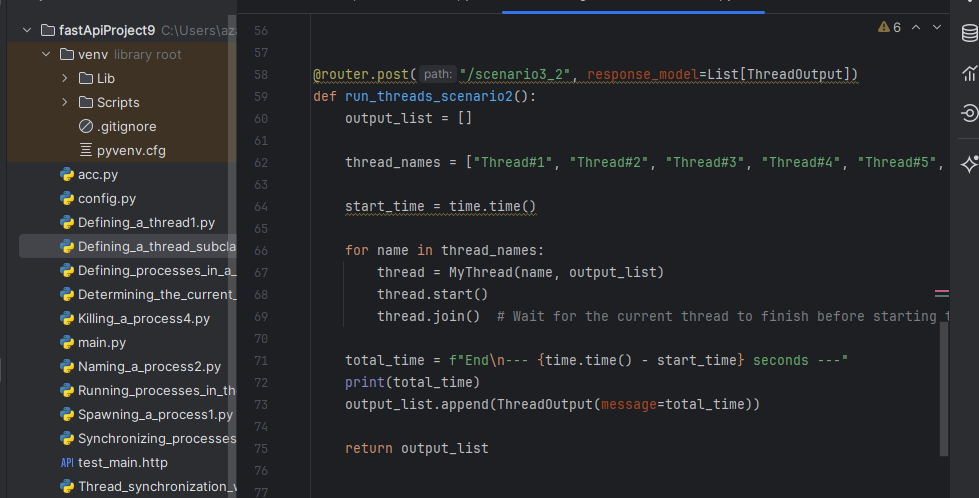 fastApiProject9 C:\Users\aza
venv library root
Lib
Scripts
.gitignore
pyvenv.cfg
acc.py
config.py
Defining_a_thread1.py
Defining_a_thread_subcla
Defining_processes_in_a_
Determining_the_current_
Killing_a_process4.py
main.py
Naming_a_process2.py
Running_processes_in_th
Spawning_a_process1.py
Synchronizing_processes
API test_main.http
Thread_synchronization_w
6
56
57
58 @router.post( path: "/scenario3_2", response_model=List[ThreadOutput])
59 def run_threads_scenario2():
60 output_list = []
61
62 thread_names = ["Thread#1", "Thread#2", "Thread#3", "Thread#4", "Thread#5",
63
64 start_time = time.time()
65
66 for name in thread_names:
67 thread = MyThread(name, output_list)
68 thread.start()
69 thread.join() # Wait for the current thread to finish before starting t
70
71 total_time = f"End\n--- {time.time() - start_time} seconds ---"
72 print(total_time)
73 output_list.append(ThreadOutput(message=total_time))
74
75 return output_list
76
77